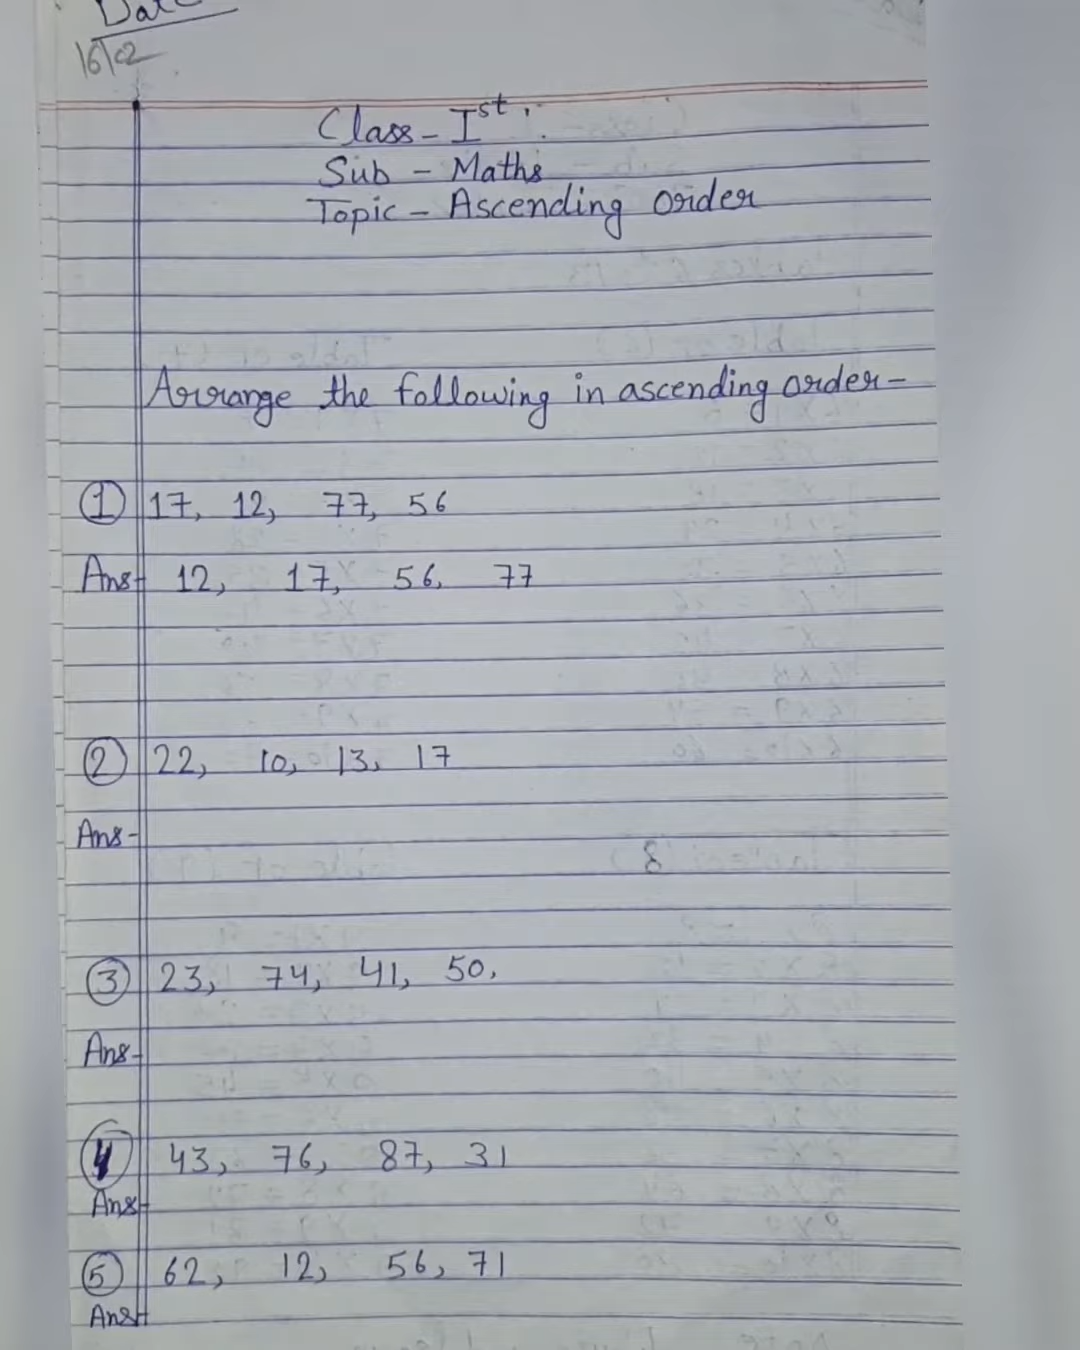 Date
16/02
Class - Ist
Sub - Maths
Topic - Ascending order
Arrange the following in ascending order -
① 17, 12, 77, 56
Ans - 12, 17, 56, 77
② 22, 10, 13, 17
Ans -
③ 23, 74, 41, 50,
Ans -
④ 43, 76, 87, 31
Ans -
⑤ 62, 12, 56, 71
Ans -